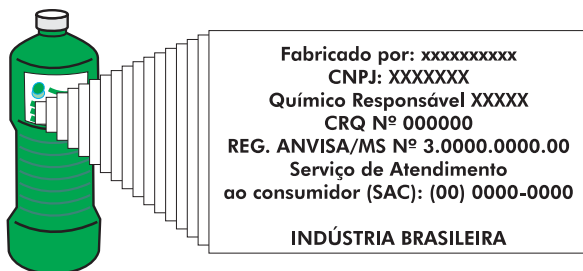 Fabricado por: xxxxxxxxxx
CNPJ: XXXXXXX
Químico Responsável XXXXX
CRQ Nº 000000
REG. ANVISA/MS Nº 3.0000.0000.00
Serviço de Atendimento
ao consumidor (SAC): (00) 0000-0000
INDÚSTRIA BRASILEIRA